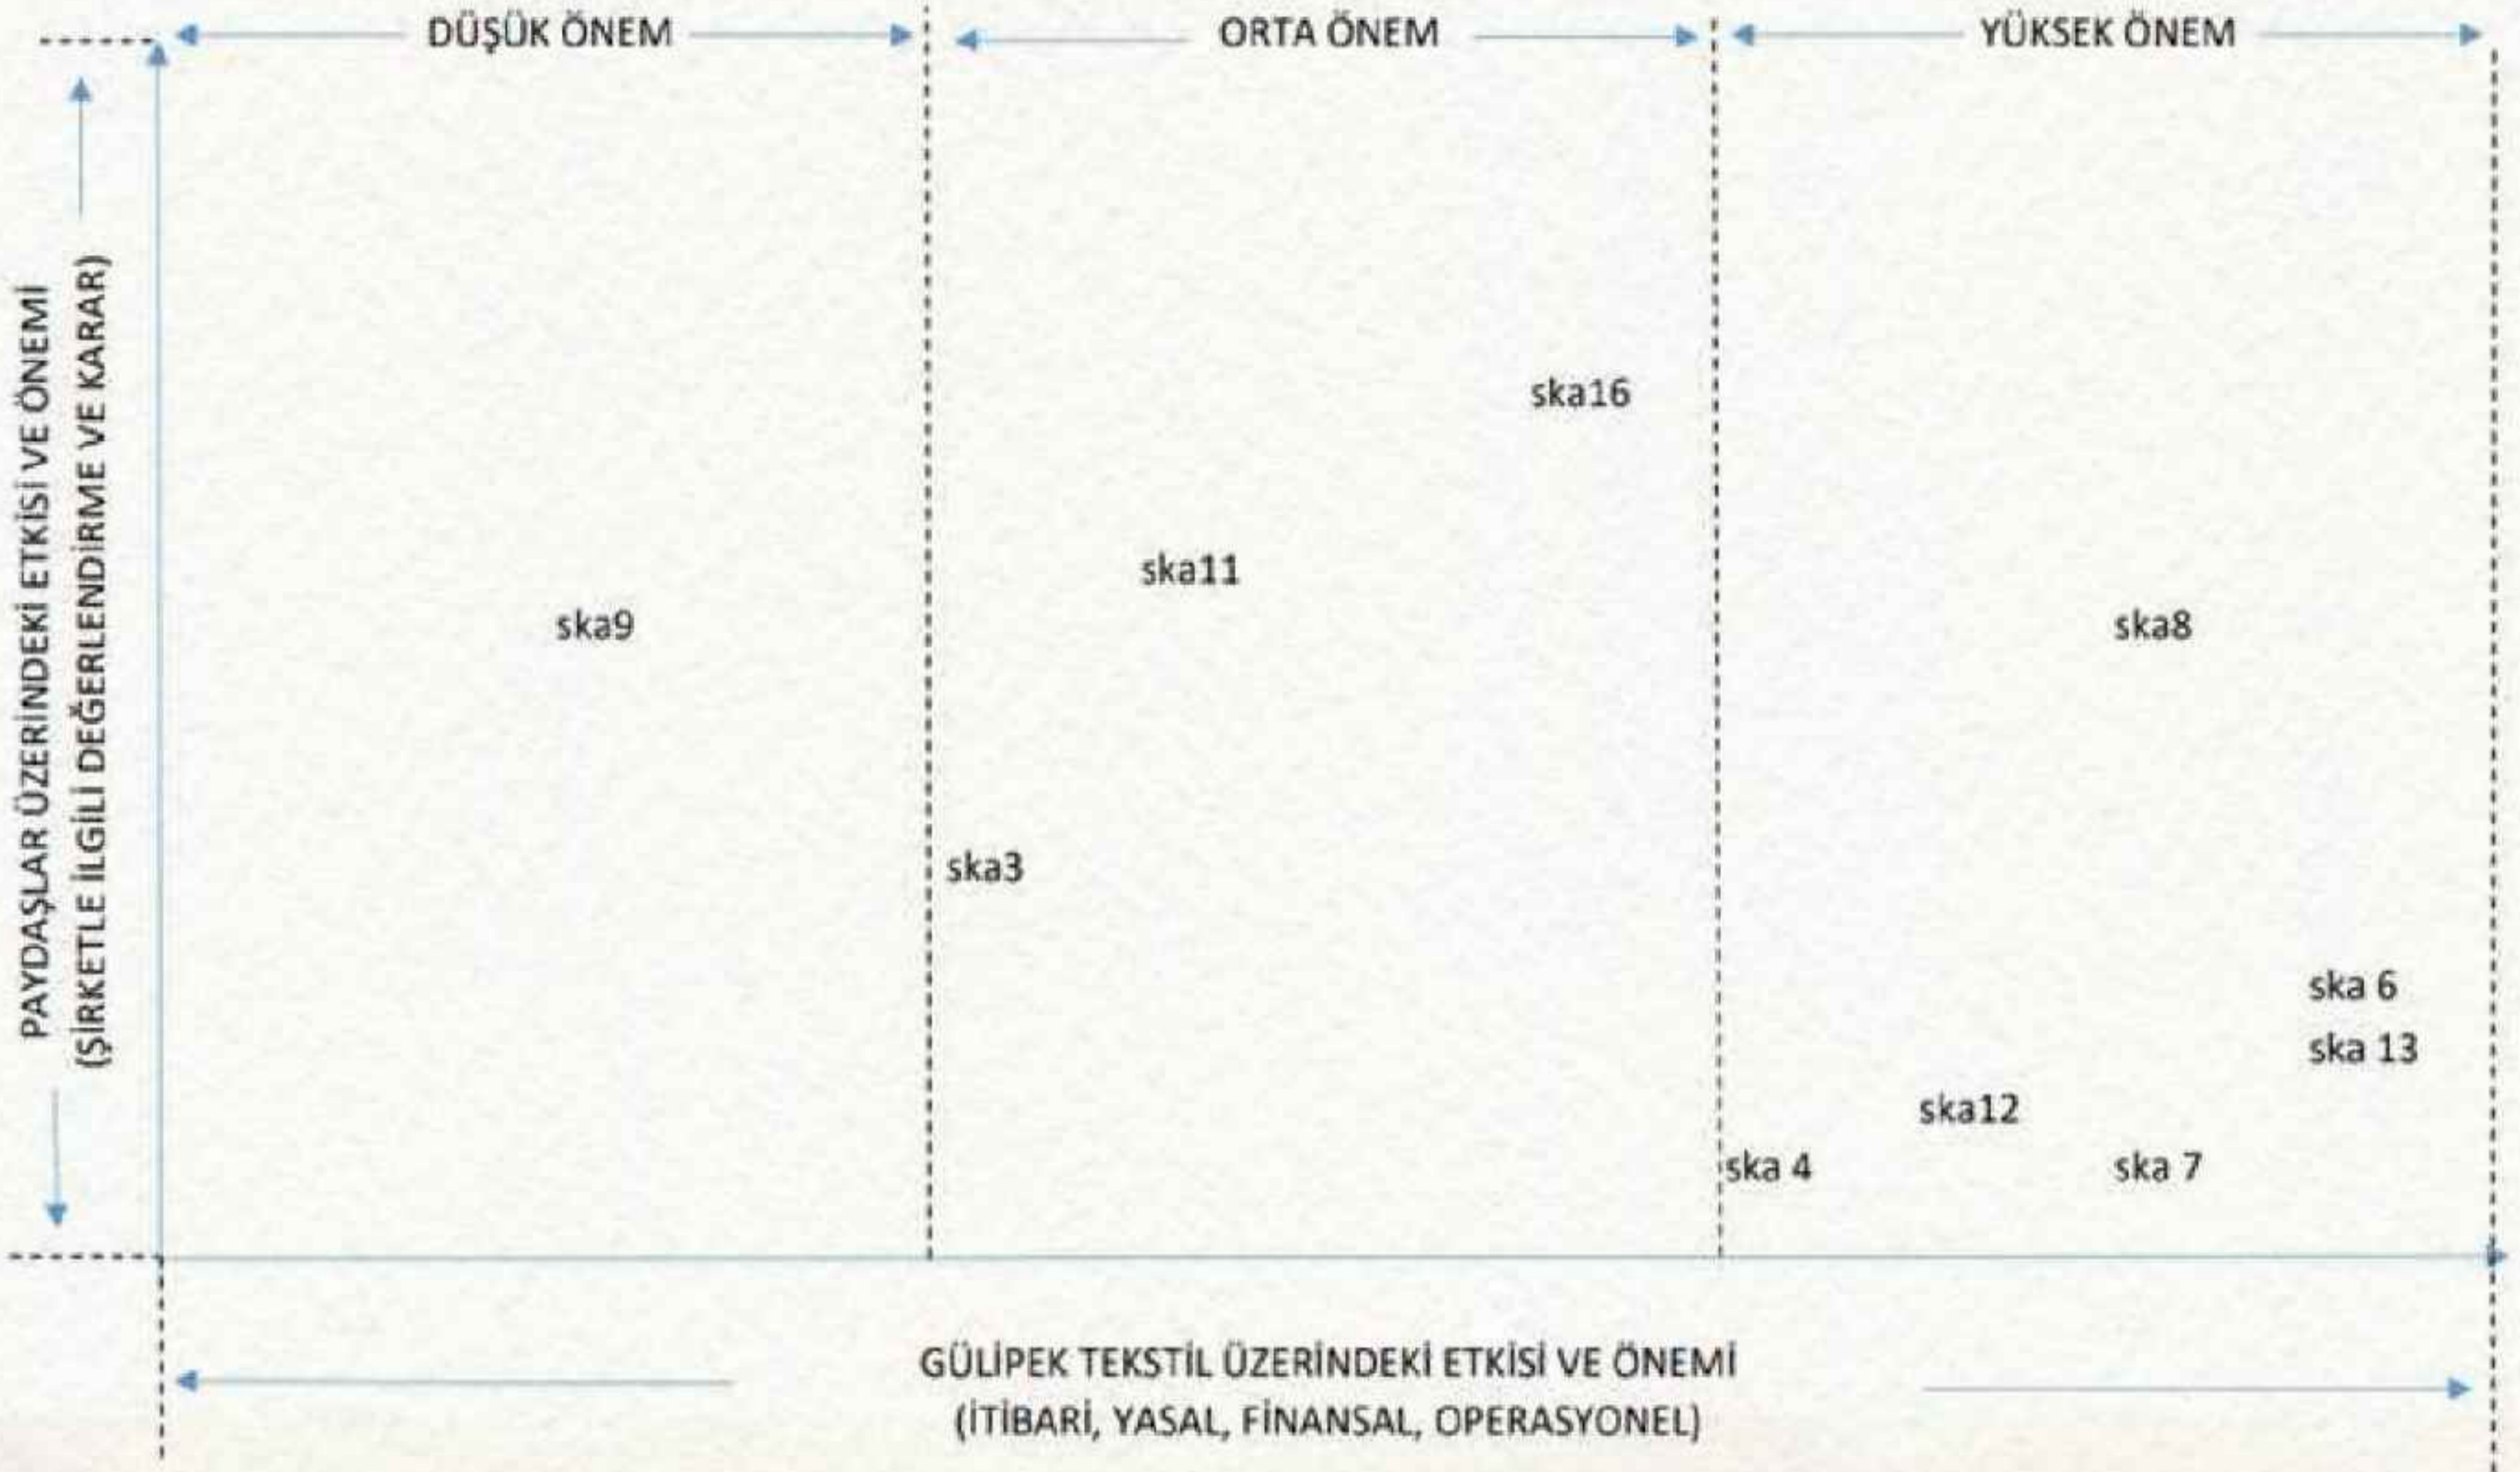 DÜŞÜK ÖNEM
ORTA ÖNEM
YÜKSEK ÖNEM
PAYDAŞLAR ÜZERİNDEKİ ETKİSİ VE ÖNEMİ
(ŞİRKETLE İLGİLİ DEĞERLENDİRME VE KARAR)
ska16
ska11
ska9
ska8
ska3
ska 6
ska 13
ska12
ska 4
ska 7
GÜLİPEK TEKSTİL ÜZERİNDEKİ ETKİSİ VE ÖNEMİ
(İTİBARİ, YASAL, FİNANSAL, OPERASYONEL)